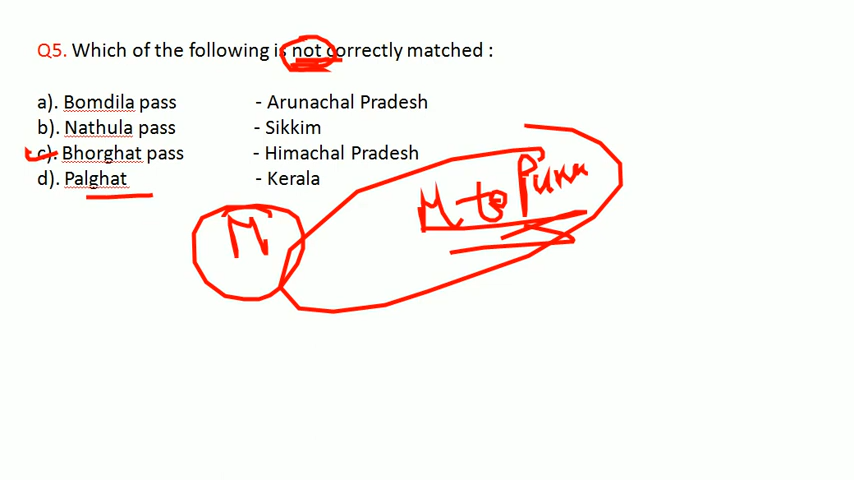 Q5. Which of the following is not correctly matched :
a). Bomdila pass - Arunachal Pradesh
b). Nathula pass - Sikkim
c). Bhorghat pass - Himachal Pradesh
d). Palghat - Kerala
M to
M